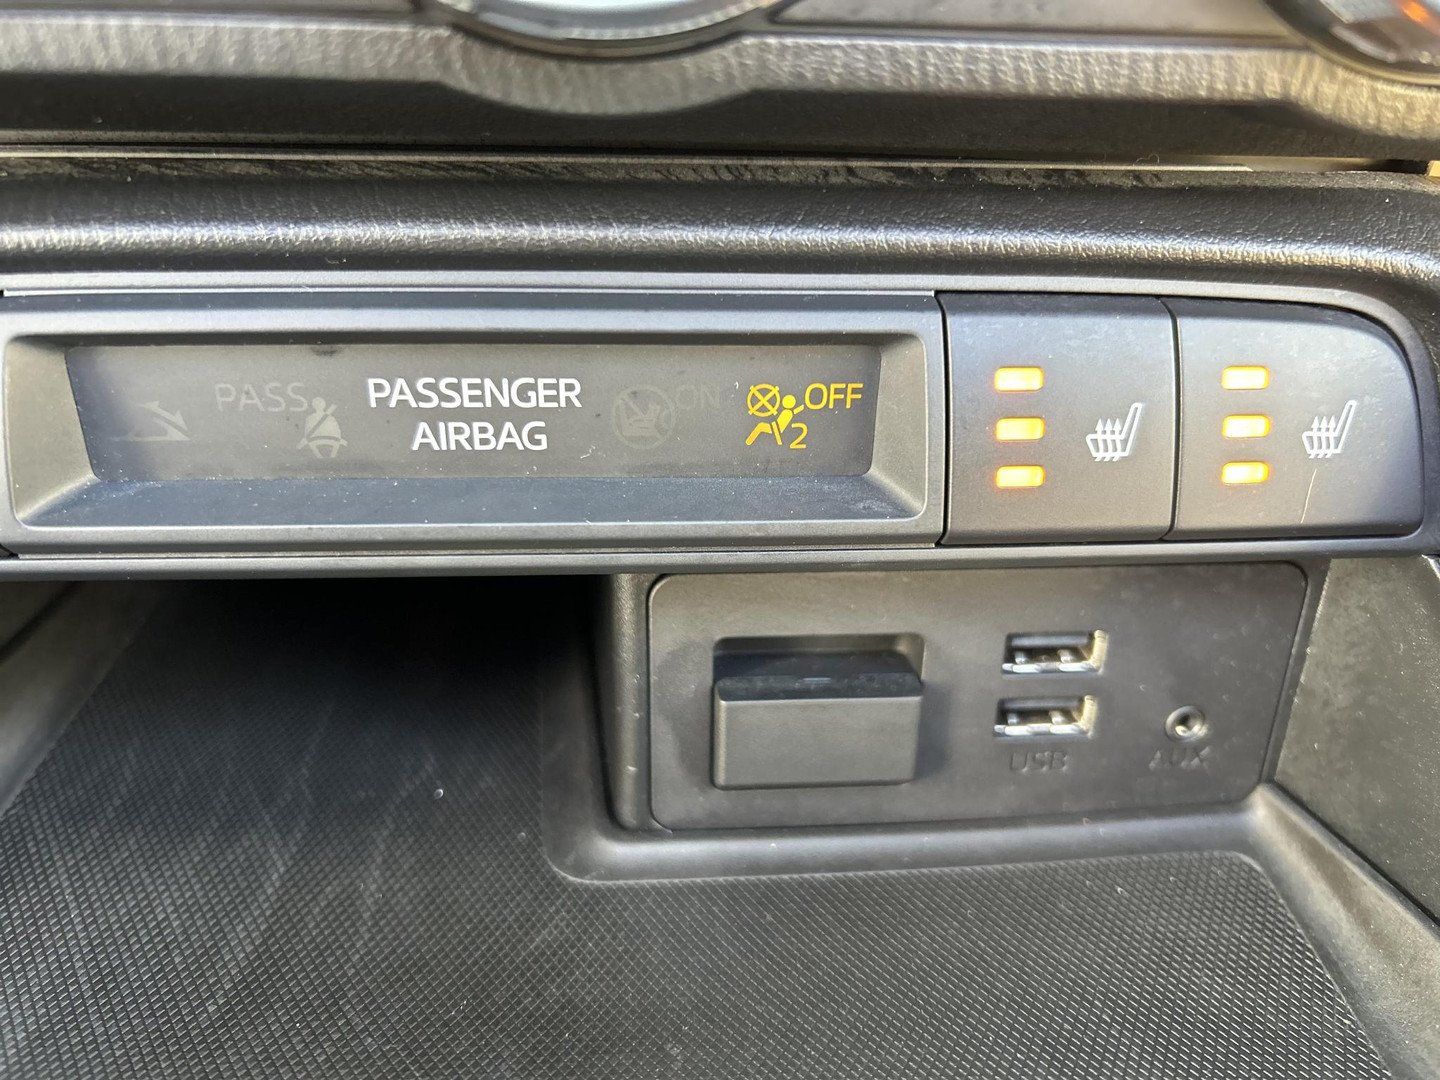 PASS
PASSENGER
AIRBAG
ON
OFF
2
USB
AUX